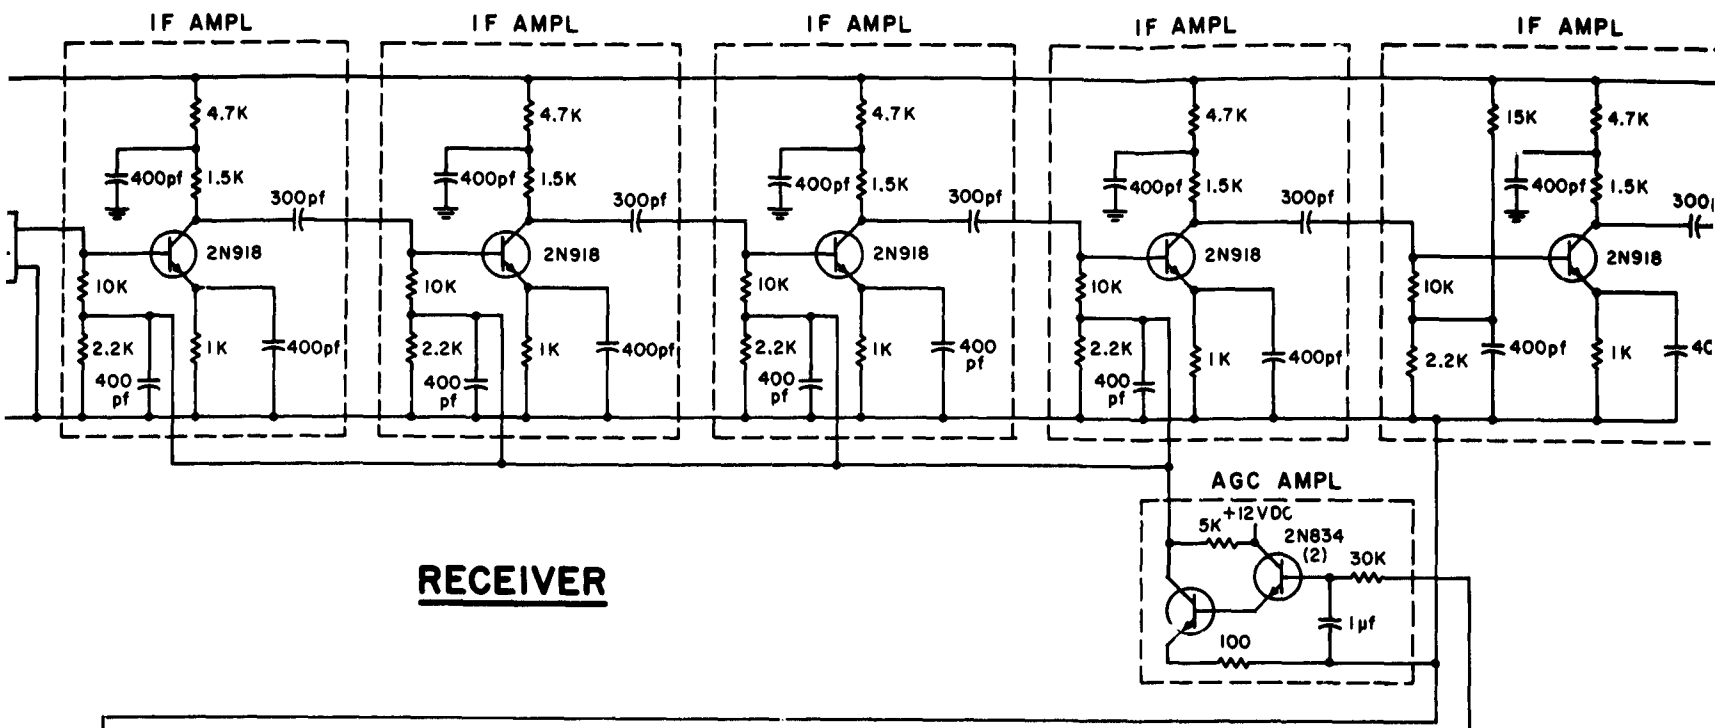 IF AMPL
IF AMPL
IF AMPL
IF AMPL
IF AMPL
4.7K
4.7K
4.7K
4.7K
15K
4.7K
400pf
1.5K
400pf
1.5K
400pf
1.5K
400pf
1.5K
400pf
1.5K
300pf
300pf
300pf
300pf
300
2N918
2N918
2N918
2N918
2N918
10K
10K
10K
10K
10K
2.2K
1K
400pf
2.2K
1K
400pf
2.2K
1K
400
pf
2.2K
1K
400pf
2.2K
400pf
1K
400
pf
400
pf
400
pf
400
pf
AGC AMPL
+12VDC
5K
2N834
(2)
30K
1µf
100
RECEIVER